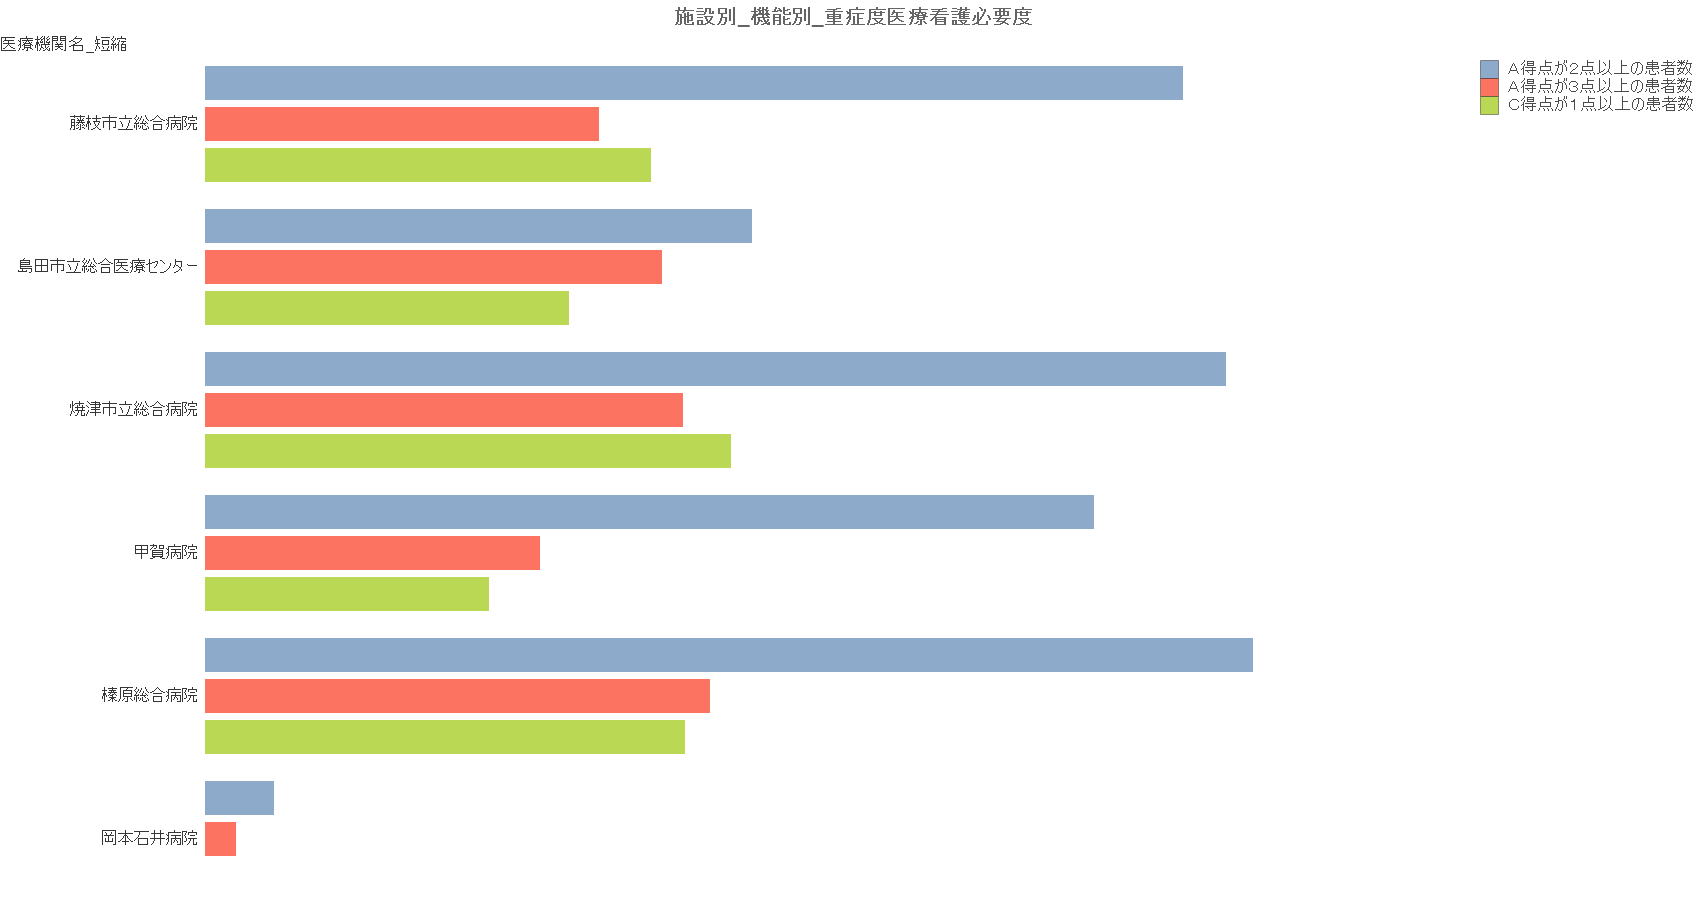 施設別_機能別_重症度医療看護必要度
医療機関名_短縮
A得点が2点以上の患者数
A得点が3点以上の患者数
C得点が1点以上の患者数
藤枝市立総合病院
島田市立総合医療センター
焼津市立総合病院
甲賀病院
榛原総合病院
岡本石井病院